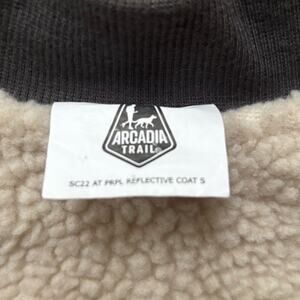 ARCADIA
TRAIL®
SC22 AT PRPL REFLECTIVE COAT S